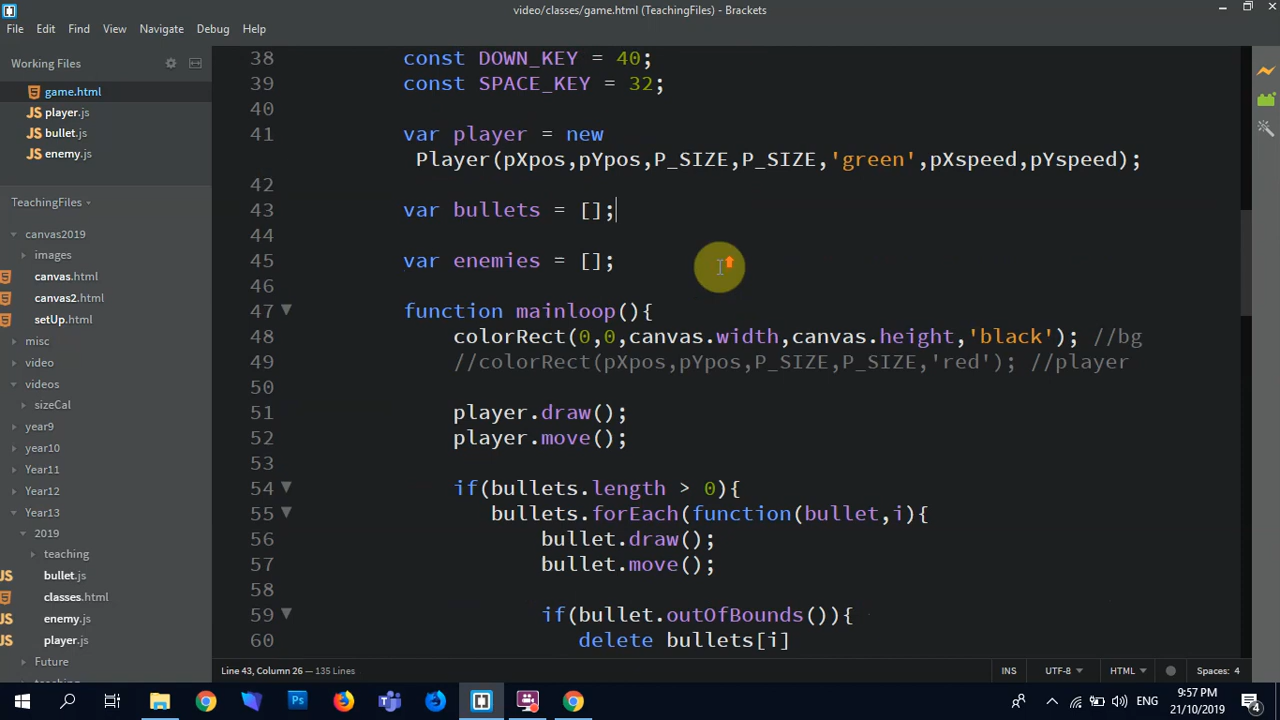 video/classes/game.html (TeachingFiles) - Brackets
File Edit Find View Navigate Debug Help
Working Files
game.html
player.js
bullet.js
enemy.js
TeachingFiles
canvas2019
images
canvas.html
canvas2.html
setUp.html
misc
video
videos
sizeCal
year9
year10
Year11
Year12
Year13
2019
teaching
bullet.js
classes.html
enemy.js
player.js
Future
38 const DOWN_KEY = 40;
39 const SPACE_KEY = 32;
40
41 var player = new
Player(pXpos,pYpos,P_SIZE,P_SIZE,'green',pXspeed,pYspeed);
42
43 var bullets = [];
44
45 var enemies = [];
46
47 function mainloop(){
48 colorRect(0,0,canvas.width,canvas.height,'black'); //bg
49 //colorRect(pXpos,pYpos,P_SIZE,P_SIZE,'red'); //player
50
51 player.draw();
52 player.move();
53
54 if(bullets.length > 0){
55 bullets.forEach(function(bullet,i){
56 bullet.draw();
57 bullet.move();
58
59 if(bullet.outOfBounds()){
60 delete bullets[i]
Line 43, Column 26 — 135 Lines
INS UTF-8 HTML Spaces: 4
ENG
9:57 PM
21/10/2019
4